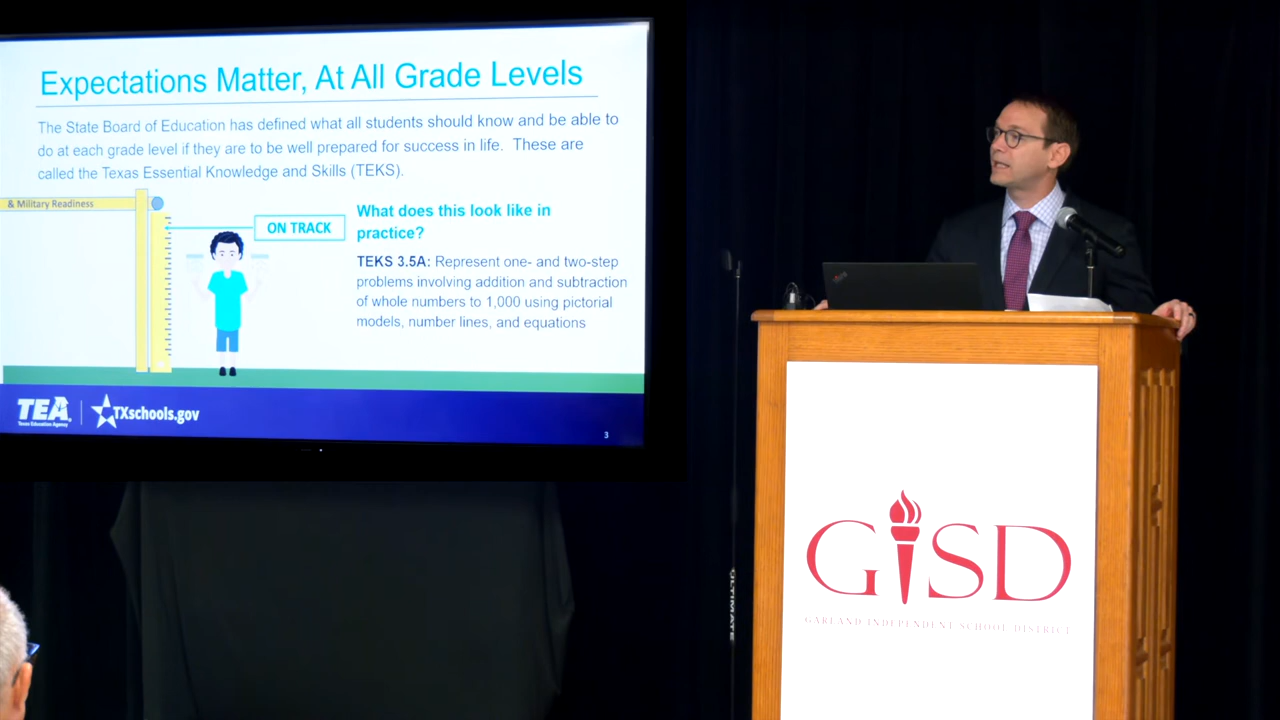 Expectations Matter, At All Grade Levels
The State Board of Education has defined what all students should know and be able to
do at each grade level if they are to be well prepared for success in life. These are
called the Texas Essential Knowledge and Skills (TEKS).
& Military Readiness
ON TRACK
What does this look like in
practice?
TEKS 3.5A: Represent one- and two-step
problems involving addition and subtraction
of whole numbers to 1,000 using pictorial
models, number lines, and equations
TEA
Texas Education Agency
TXschools.gov
3
ULTIMATE
GISD
GARLAND INDEPENDENT SCHOOL DISTRICT